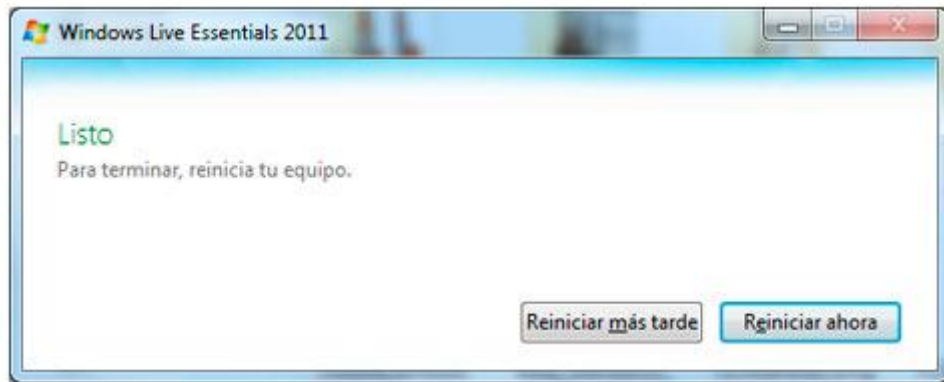 Windows Live Essentials 2011
Listo
Para terminar, reinicia tu equipo.
Reiniciar más tarde
Reiniciar ahora